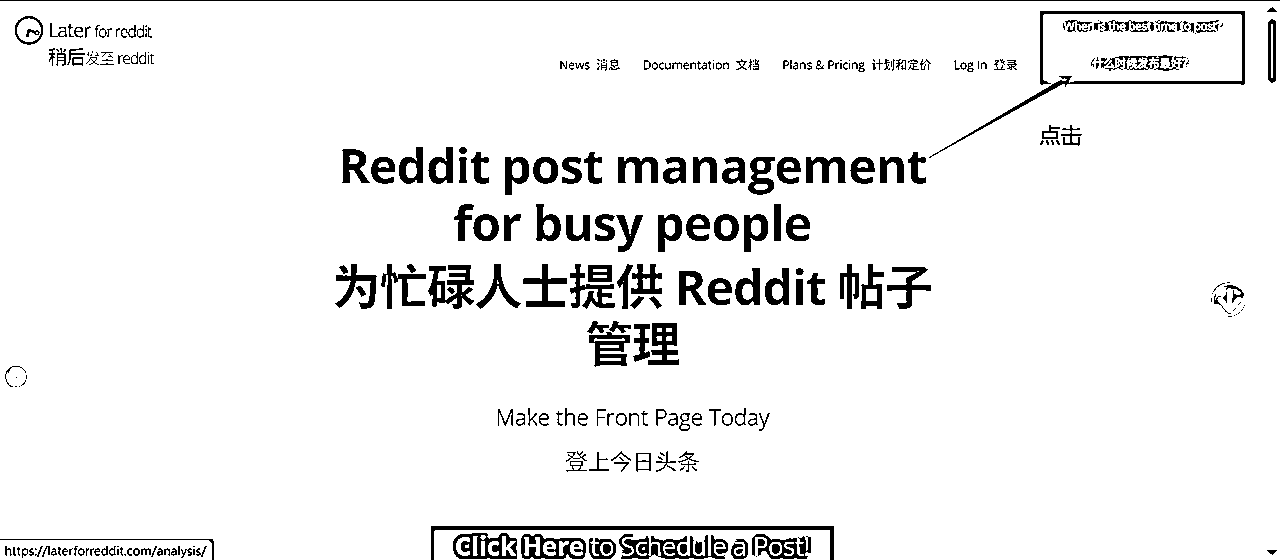 Later for reddit
稍后发至 reddit
News 消息 Documentation 文档 Plans & Pricing 计划和定价 Log In 登录
When is the best time to post?
什么时候发布最好?
点击
Reddit post management
for busy people
为忙碌人士提供 Reddit 帖子
管理
Make the Front Page Today
登上今日头条
Click Here to Schedule a Post!
https://laterforreddit.com/analysis/